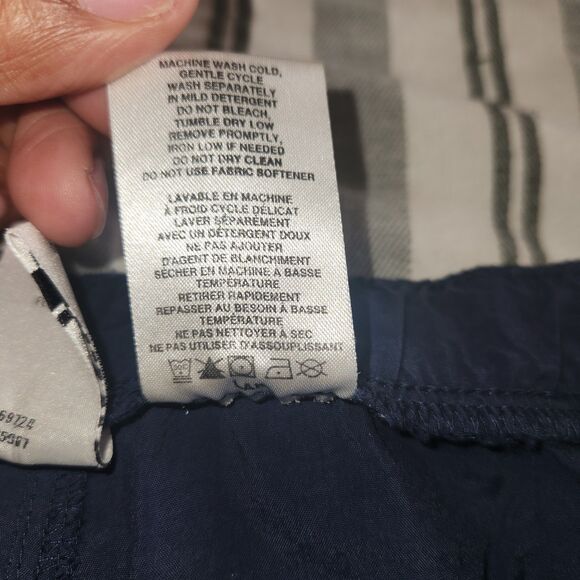 MACHINE WASH COLD,
GENTLE CYCLE
WASH SEPARATELY
IN MILD DETERGENT
DO NOT BLEACH,
TUMBLE DRY LOW
REMOVE PROMPTLY,
IRON LOW IF NEEDED
DO NOT DRY CLEAN
DO NOT USE FABRIC SOFTENER
LAVABLE EN MACHINE
À FROID CYCLE DÉLICAT
LAVER SÉPARÉMENT
AVEC UN DÉTERGENT DOUX
NE PAS AJOUTER
D'AGENT DE BLANCHIMENT
SÉCHER EN MACHINE A BASSE
TEMPÉRATURE
RETIRER RAPIDEMENT
REPASSER AU BESOIN À BASSE
TEMPÉRATURE
NE PAS NETTOYER À SEC
NE PAS UTILISER D'ASSOUPLISSANT
69724